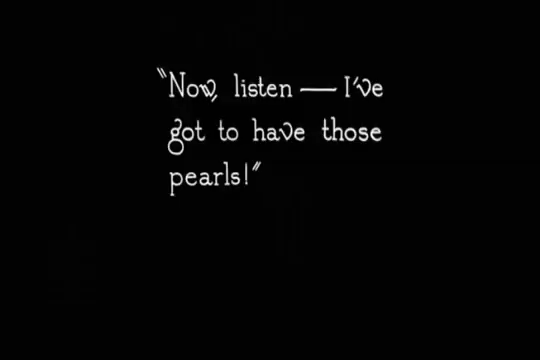 "Now, listen — I've
got to have those
pearls!"